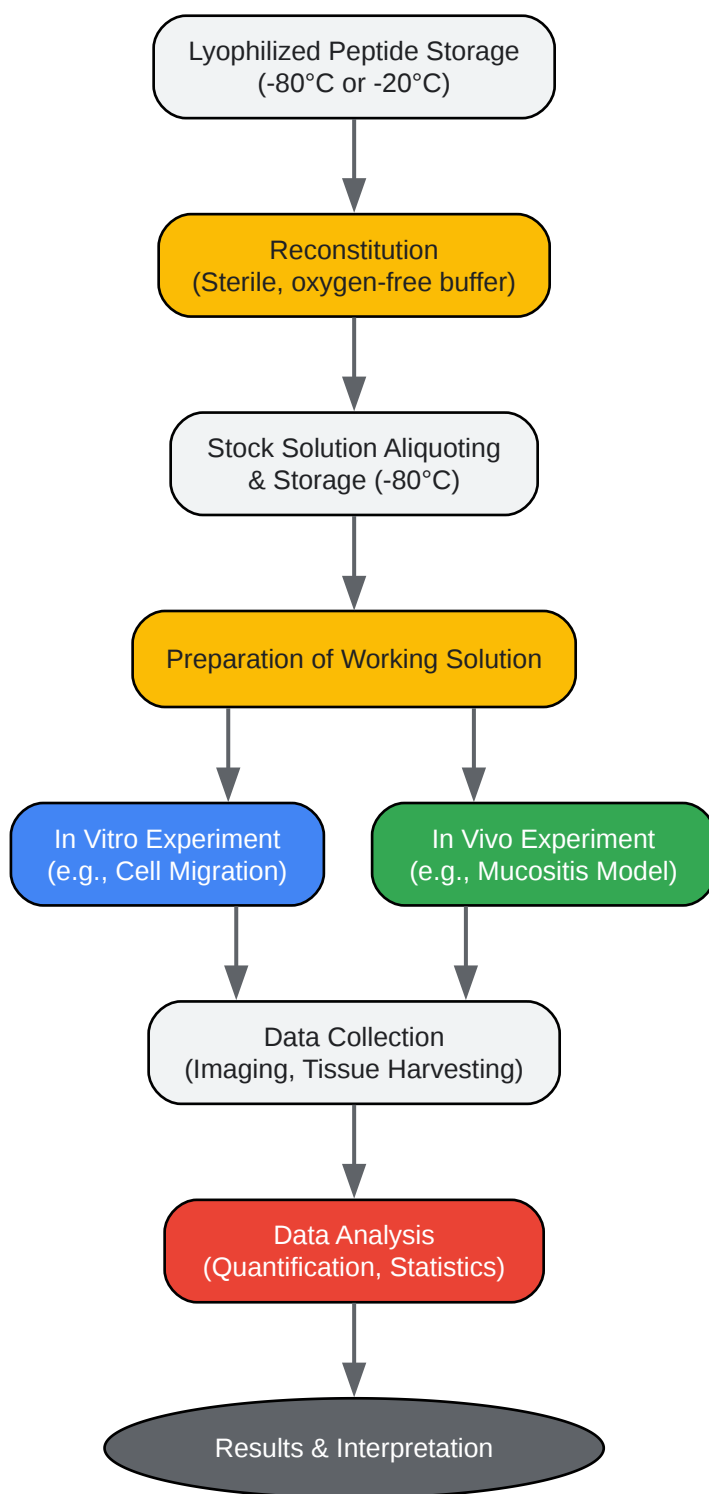 Lyophilized Peptide Storage
(-80°C or -20°C)
Reconstitution
(Sterile, oxygen-free buffer)
Stock Solution Aliquoting
& Storage (-80°C)
Preparation of Working Solution
In Vitro Experiment
(e.g., Cell Migration)
In Vivo Experiment
(e.g., Mucositis Model)
Data Collection
(Imaging, Tissue Harvesting)
Data Analysis
(Quantification, Statistics)
Results & Interpretation